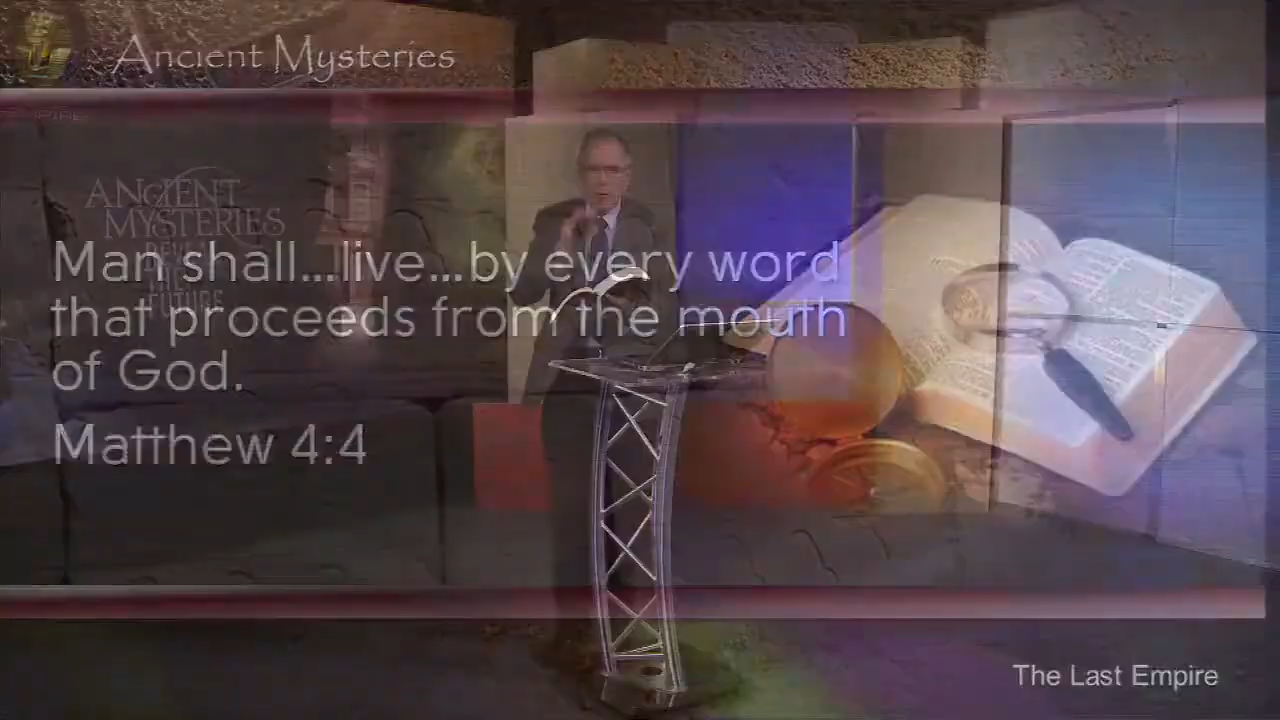 Ancient Mysteries
ANCIENT
MYSTERIES
FUTURE
Man shall...live...by every word
that proceeds from the mouth
of God.
Matthew 4:4
The Last Empire